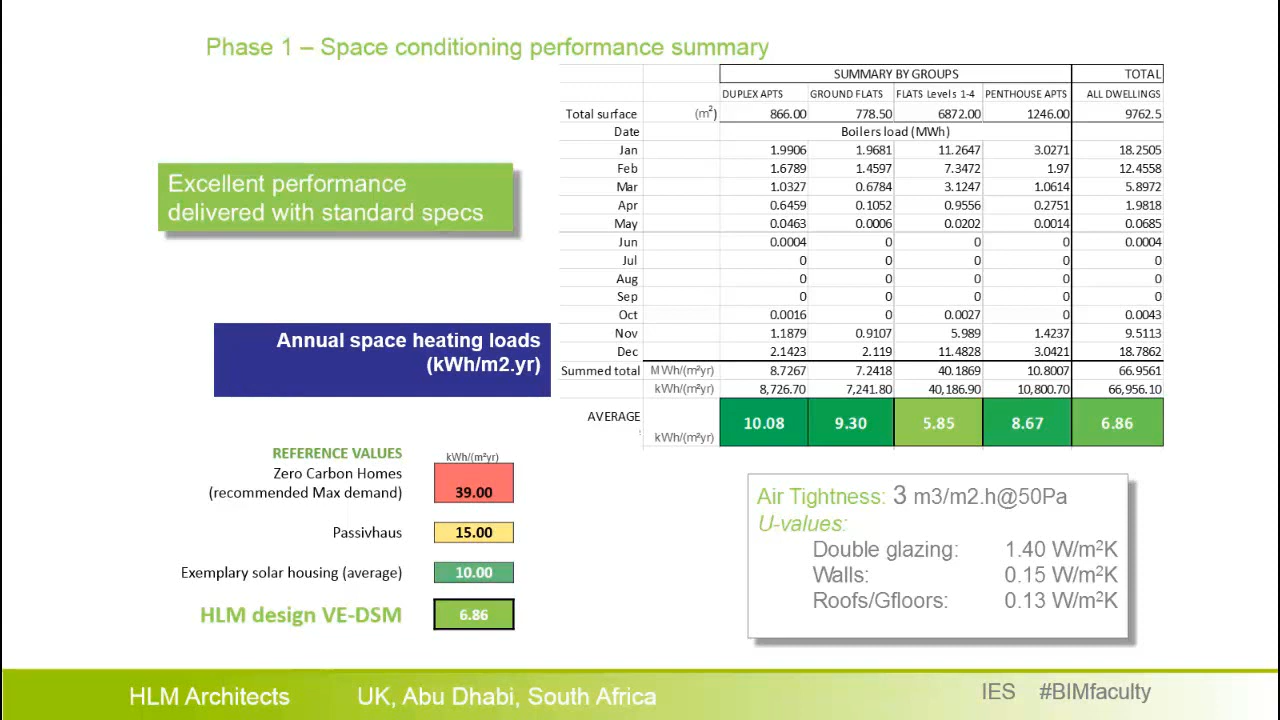 Phase 1 – Space conditioning performance summary
SUMMARY BY GROUPS TOTAL
DUPLEX APTS GROUND FLATS FLATS Levels 1-4 PENTHOUSE APTS ALL DWELLINGS
Total surface (m²) 866.00 778.50 6872.00 1246.00 9762.5
Date Boilers load (MWh)
Jan 1.9906 1.9681 11.2647 3.0271 18.2505
Feb 1.6789 1.4597 7.3472 1.97 12.4558
Mar 1.0327 0.6784 3.1247 1.0614 5.8972
Apr 0.6459 0.1052 0.9556 0.2751 1.9818
May 0.0463 0.0006 0.0202 0.0014 0.0685
Jun 0.0004 0 0 0 0.0004
Jul 0 0 0 0 0
Aug 0 0 0 0 0
Sep 0 0 0 0 0
Oct 0.0016 0 0.0027 0 0.0043
Nov 1.1879 0.9107 5.989 1.4237 9.5113
Dec 2.1423 2.119 11.4828 3.0421 18.7862
Summed total MWh/(m²yr) 8.7267 7.2418 40.1869 10.8007 66.9561
kWh/(m²yr) 8,726.70 7,241.80 40,186.90 10,800.70 66,956.10
AVERAGE kWh/(m²yr) 10.08 9.30 5.85 8.67 6.86
Excellent performance
delivered with standard specs
Annual space heating loads
(kWh/m2.yr)
REFERENCE VALUES kWh/(m²yr)
Zero Carbon Homes
(recommended Max demand) 39.00
Passivhaus 15.00
Exemplary solar housing (average) 10.00
HLM design VE-DSM 6.86
Air Tightness: 3 m3/m2.h@50Pa
U-values:
Double glazing: 1.40 W/m²K
Walls: 0.15 W/m²K
Roofs/Gfloors: 0.13 W/m²K
HLM Architects UK, Abu Dhabi, South Africa IES #BIMfaculty